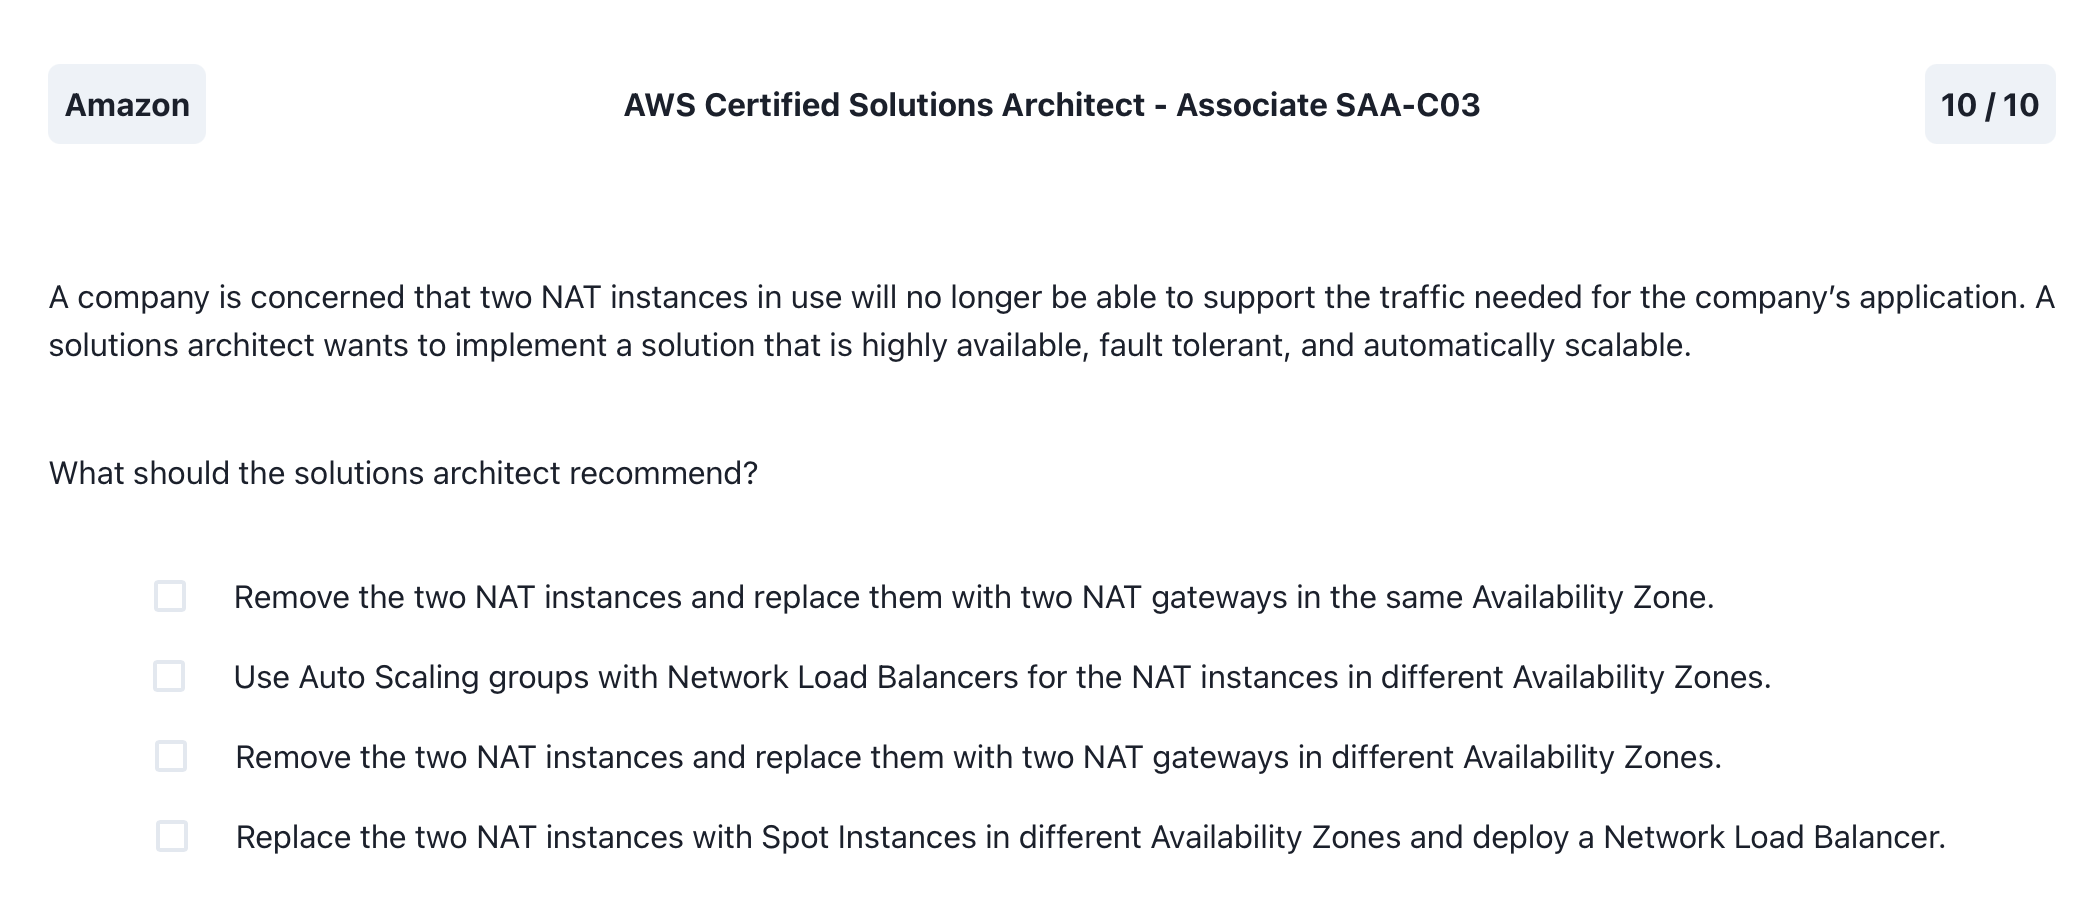 Amazon
AWS Certified Solutions Architect - Associate SAA-C03
10 / 10
A company is concerned that two NAT instances in use will no longer be able to support the traffic needed for the company’s application. A
solutions architect wants to implement a solution that is highly available, fault tolerant, and automatically scalable.
What should the solutions architect recommend?
Remove the two NAT instances and replace them with two NAT gateways in the same Availability Zone.
Use Auto Scaling groups with Network Load Balancers for the NAT instances in different Availability Zones.
Remove the two NAT instances and replace them with two NAT gateways in different Availability Zones.
Replace the two NAT instances with Spot Instances in different Availability Zones and deploy a Network Load Balancer.